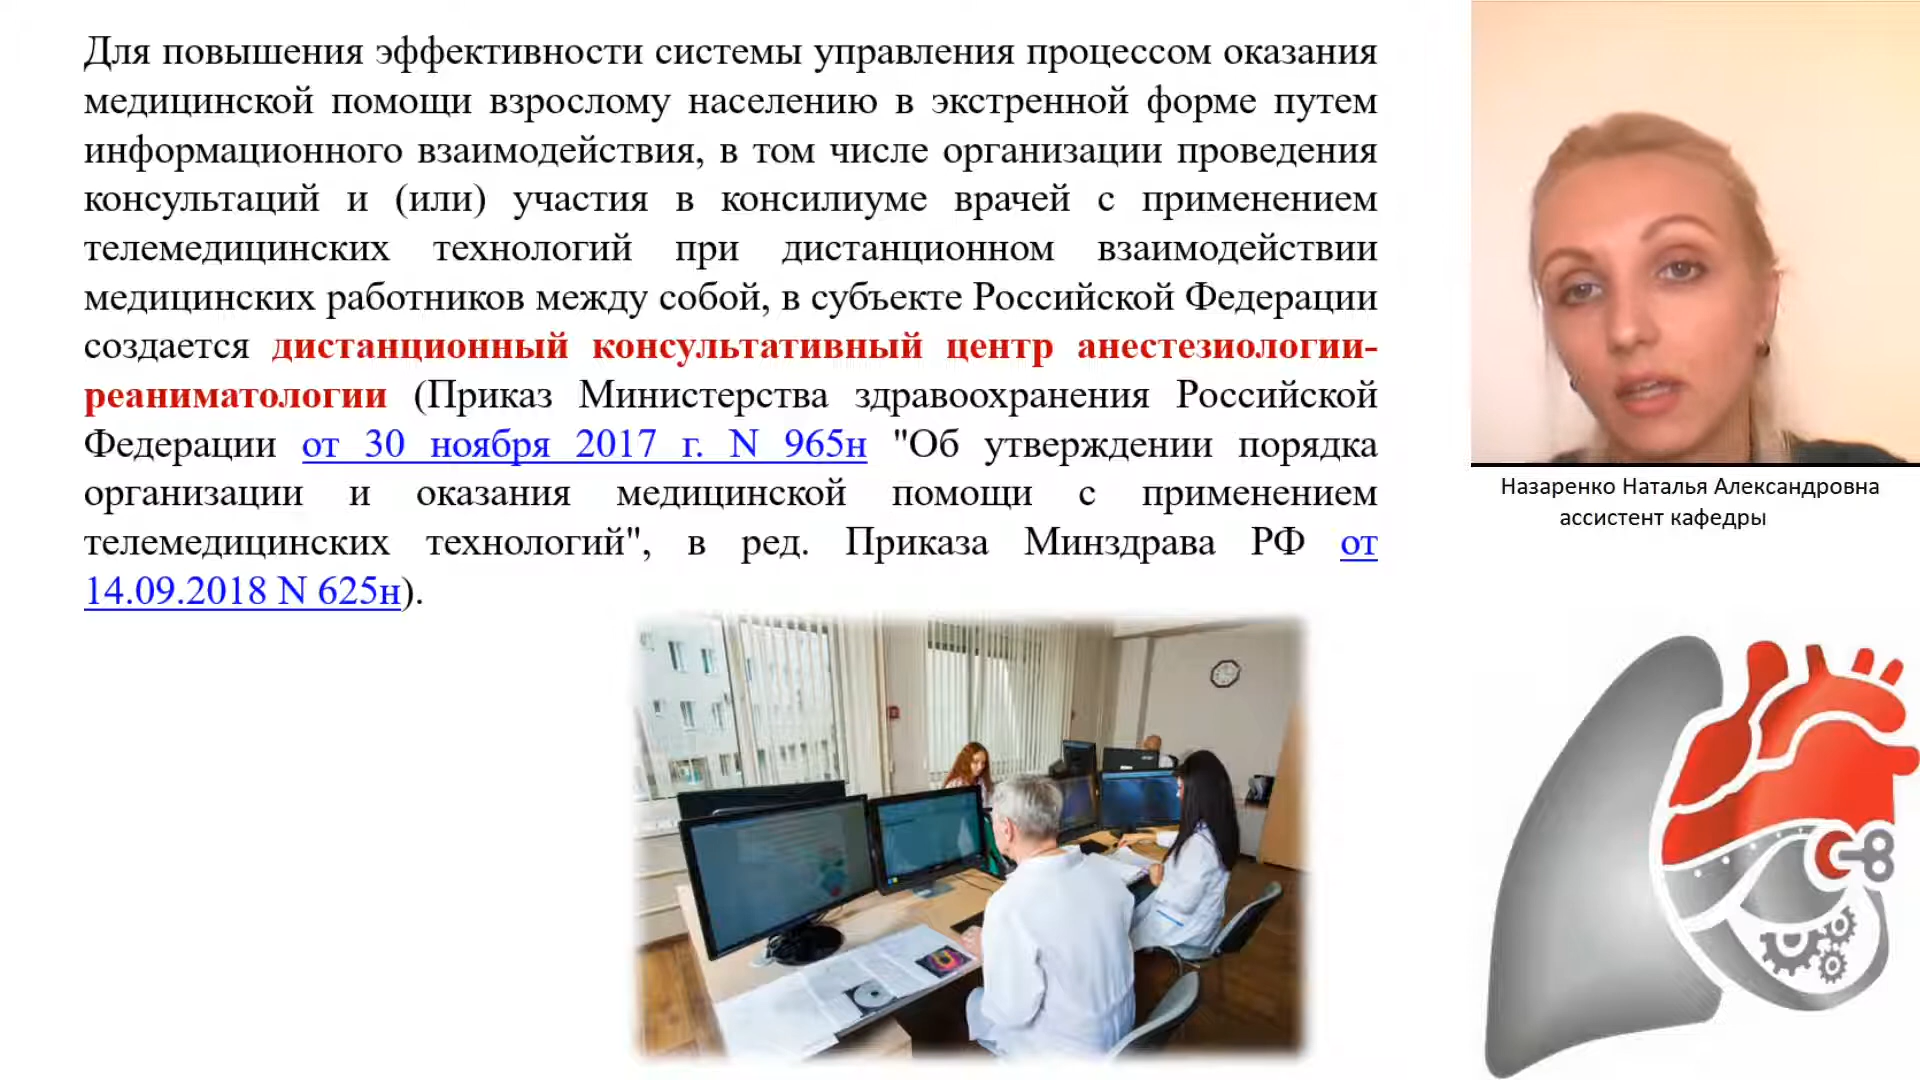 Для повышения эффективности системы управления процессом оказания
медицинской помощи взрослому населению в экстренной форме путем
информационного взаимодействия, в том числе организации проведения
консультаций и (или) участия в консилиуме врачей с применением
телемедицинских технологий при дистанционном взаимодействии
медицинских работников между собой, в субъекте Российской Федерации
создается дистанционный консультативный центр анестезиологии-
реаниматологии (Приказ Министерства здравоохранения Российской
Федерации от 30 ноября 2017 г. N 965н "Об утверждении порядка
организации и оказания медицинской помощи с применением
телемедицинских технологий", в ред. Приказа Минздрава РФ от
14.09.2018 N 625н).
Назаренко Наталья Александровна
ассистент кафедры